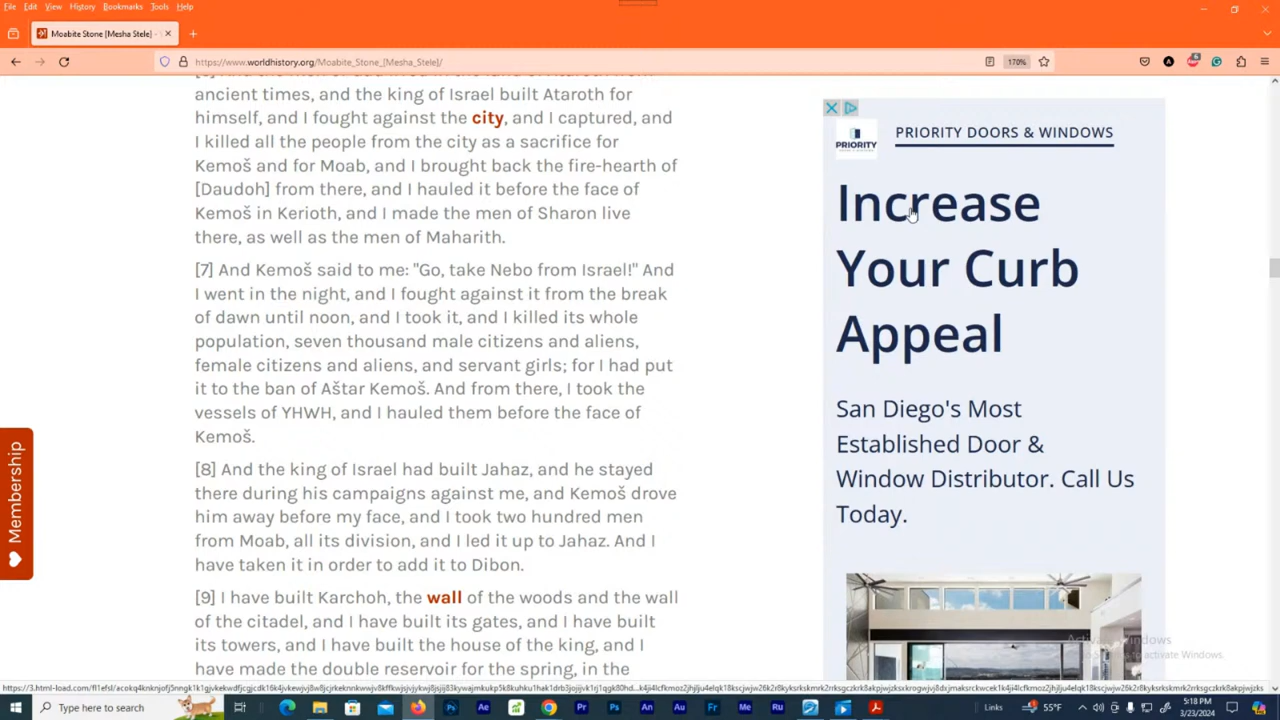 File Edit View History Bookmarks Tools Help
Moabite Stone [Mesha Stele] -
https://www.worldhistory.org/Moabite_Stone_[Mesha_Stele]/
170%
ancient times, and the king of Israel built Ataroth for
himself, and I fought against the city, and I captured, and
I killed all the people from the city as a sacrifice for
Kemoš and for Moab, and I brought back the fire-hearth of
[Daudoh] from there, and I hauled it before the face of
Kemoš in Kerioth, and I made the men of Sharon live
there, as well as the men of Maharith.
[7] And Kemoš said to me: "Go, take Nebo from Israel!" And
I went in the night, and I fought against it from the break
of dawn until noon, and I took it, and I killed its whole
population, seven thousand male citizens and aliens,
female citizens and aliens, and servant girls; for I had put
it to the ban of Aštar Kemoš. And from there, I took the
vessels of YHWH, and I hauled them before the face of
Kemoš.
[8] And the king of Israel had built Jahaz, and he stayed
there during his campaigns against me, and Kemoš drove
him away before my face, and I took two hundred men
from Moab, all its division, and I led it up to Jahaz. And I
have taken it in order to add it to Dibon.
[9] I have built Karchoh, the wall of the woods and the wall
of the citadel, and I have built its gates, and I have built
its towers, and I have built the house of the king, and I
have made the double reservoir for the spring, in the
Membership
PRIORITY
PRIORITY DOORS & WINDOWS
Increase
Your Curb
Appeal
San Diego's Most
Established Door &
Window Distributor. Call Us
Today.
Activate Windows
to activate Windows.
Type here to search
Links
55°F
5:18 PM
3/23/2024